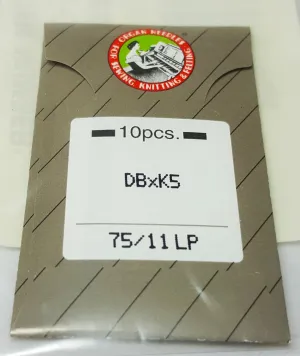 ORGAN NEEDLES
FOR SEWING, KNITTING & FELTING
10pcs.
DBxK5
75/11 LP